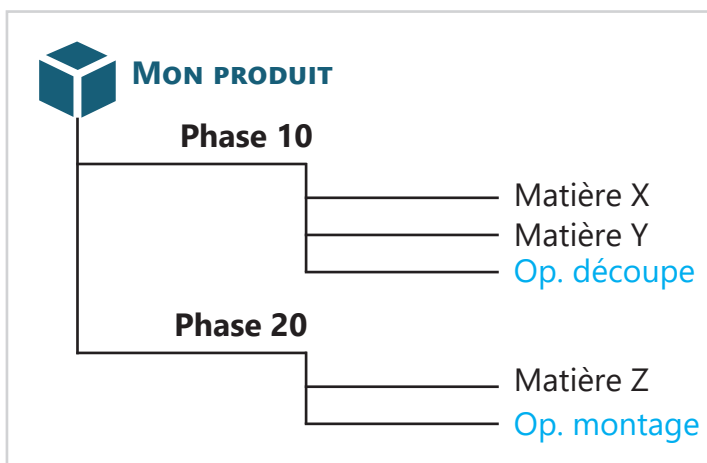 Mon produit
Phase 10
Matière X
Matière Y
Op. découpe
Phase 20
Matière Z
Op. montage